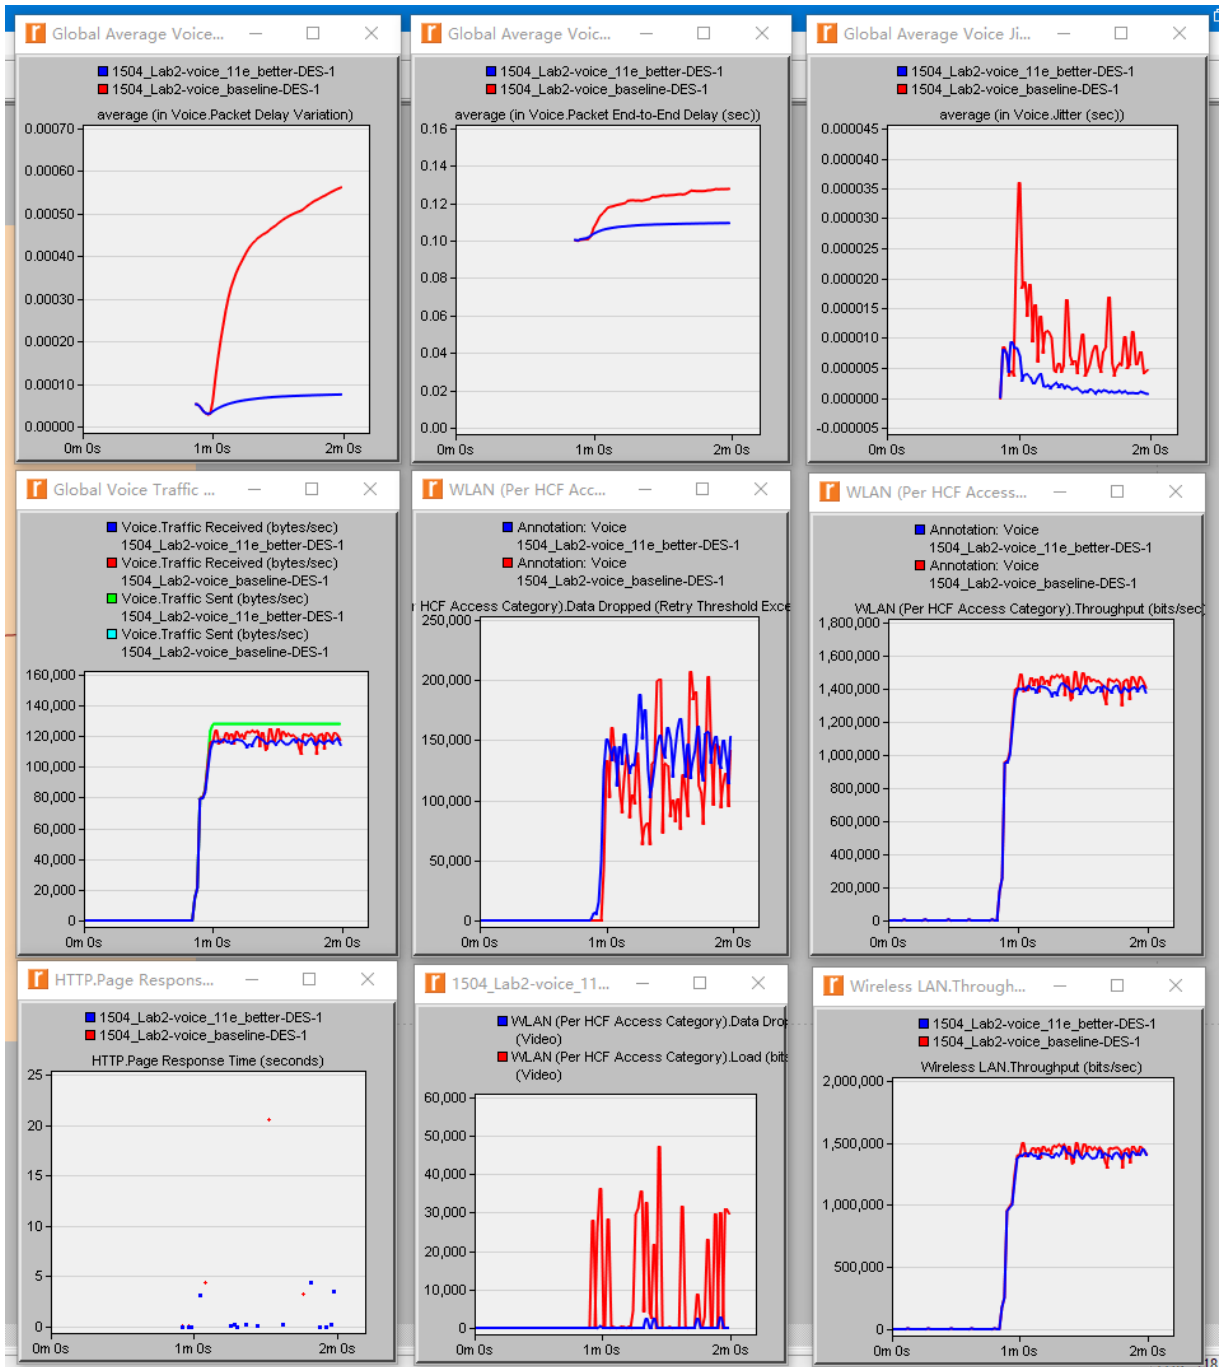 Global Average Voice...
1504_Lab2-voice_11e_better-DES-1
1504_Lab2-voice_baseline-DES-1
average (in Voice.Packet Delay Variation)
0.00070
0.00060
0.00050
0.00040
0.00030
0.00020
0.00010
0.00000
0m 0s 1m 0s 2m 0s
Global Average Voic...
1504_Lab2-voice_11e_better-DES-1
1504_Lab2-voice_baseline-DES-1
average (in Voice.Packet End-to-End Delay (sec))
0.16
0.14
0.12
0.10
0.08
0.06
0.04
0.02
0.00
0m 0s 1m 0s 2m 0s
Global Average Voice Ji...
1504_Lab2-voice_11e_better-DES-1
1504_Lab2-voice_baseline-DES-1
average (in Voice.Jitter (sec))
0.000045
0.000040
0.000035
0.000030
0.000025
0.000020
0.000015
0.000010
0.000005
0.000000
-0.000005
0m 0s 1m 0s 2m 0s
Global Voice Traffic ...
Voice.Traffic Received (bytes/sec)
1504_Lab2-voice_11e_better-DES-1
Voice.Traffic Received (bytes/sec)
1504_Lab2-voice_baseline-DES-1
Voice.Traffic Sent (bytes/sec)
1504_Lab2-voice_11e_better-DES-1
Voice.Traffic Sent (bytes/sec)
1504_Lab2-voice_baseline-DES-1
160,000
140,000
120,000
100,000
80,000
60,000
40,000
20,000
0
0m 0s 1m 0s 2m 0s
WLAN (Per HCF Acc...
Annotation: Voice
1504_Lab2-voice_11e_better-DES-1
Annotation: Voice
1504_Lab2-voice_baseline-DES-1
r HCF Access Category).Data Dropped (Retry Threshold Exce
250,000
200,000
150,000
100,000
50,000
0
0m 0s 1m 0s 2m 0s
WLAN (Per HCF Access...
Annotation: Voice
1504_Lab2-voice_11e_better-DES-1
Annotation: Voice
1504_Lab2-voice_baseline-DES-1
WLAN (Per HCF Access Category).Throughput (bits/sec)
1,800,000
1,600,000
1,400,000
1,200,000
1,000,000
800,000
600,000
400,000
200,000
0
0m 0s 1m 0s 2m 0s
HTTP.Page Respons...
1504_Lab2-voice_11e_better-DES-1
1504_Lab2-voice_baseline-DES-1
HTTP.Page Response Time (seconds)
25
20
15
10
5
0
0m 0s 1m 0s 2m 0s
1504_Lab2-voice_11...
WLAN (Per HCF Access Category).Data Drop
(Video)
WLAN (Per HCF Access Category).Load (bits
(Video)
60,000
50,000
40,000
30,000
20,000
10,000
0
0m 0s 1m 0s 2m 0s
Wireless LAN.Through...
1504_Lab2-voice_11e_better-DES-1
1504_Lab2-voice_baseline-DES-1
Wireless LAN.Throughput (bits/sec)
2,000,000
1,500,000
1,000,000
500,000
0
0m 0s 1m 0s 2m 0s